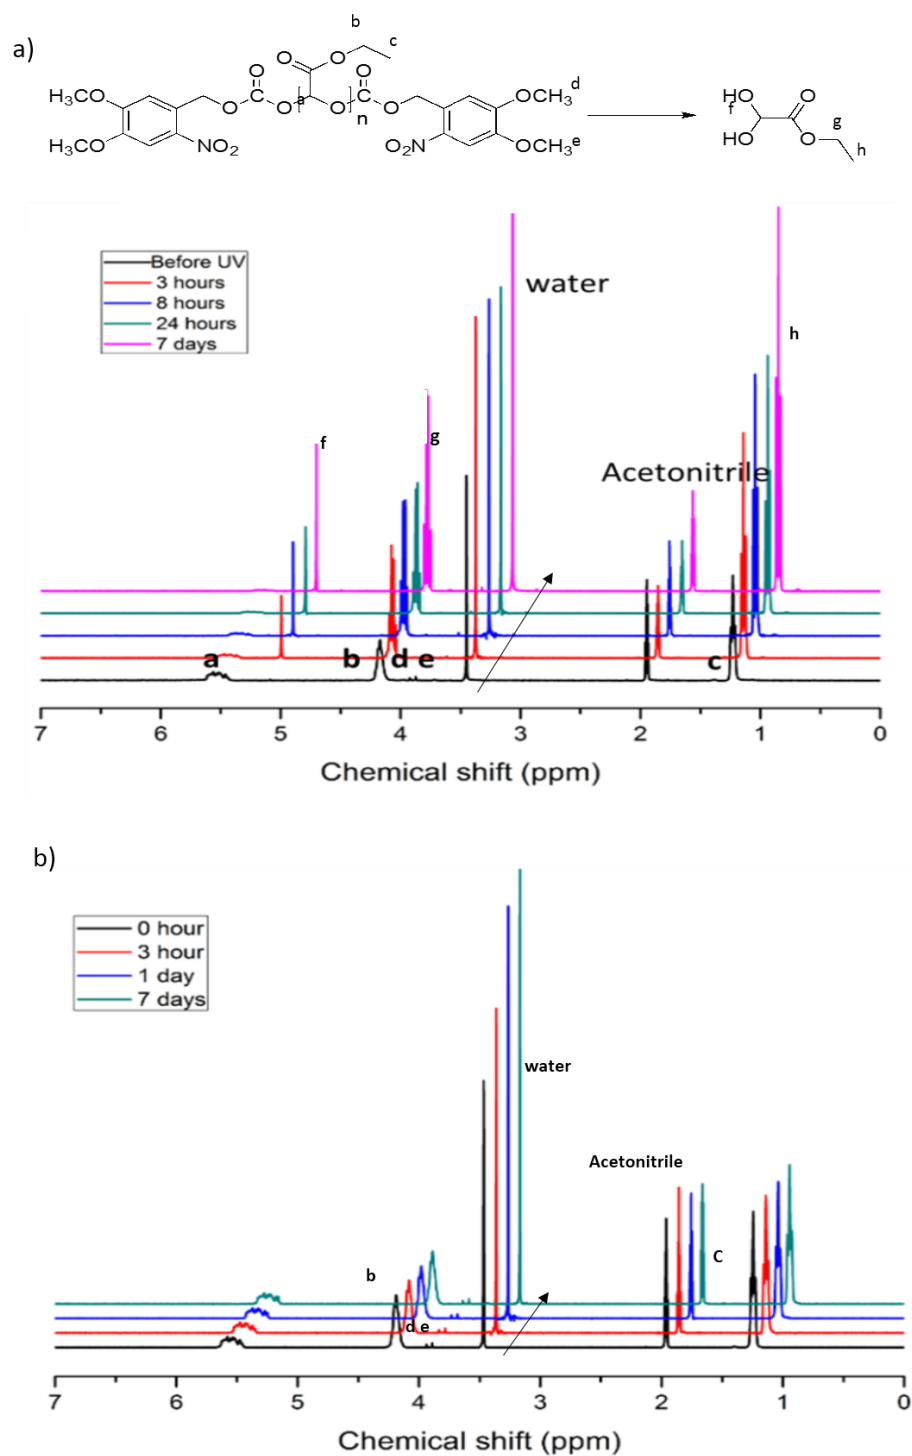 a)
b
c
O
O
O
O
O
H₃CO
O
O
a
O
n
O
OCH₃
d
H₃CO
NO₂
O₂N
OCH₃
e
HO
f
O
HO
O
g
h
Before UV
3 hours
8 hours
24 hours
7 days
water
h
Acetonitrile
f
g
a b d e c
7 6 5 4 3 2 1 0
Chemical shift (ppm)
b)
0 hour
3 hour
1 day
7 days
water
Acetonitrile
C
b
d e
7 6 5 4 3 2 1 0
Chemical shift (ppm)